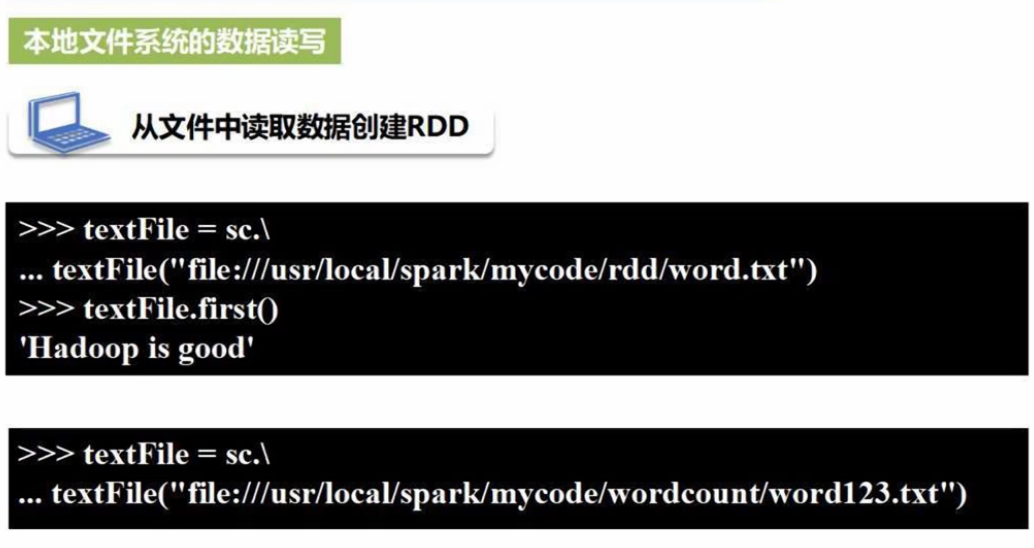 本地文件系统的数据读写
从文件中读取数据创建RDD
>>> textFile = sc.\
... textFile("file:///usr/local/spark/mycode/rdd/word.txt")
>>> textFile.first()
'Hadoop is good'
>>> textFile = sc.\
... textFile("file:///usr/local/spark/mycode/wordcount/word123.txt")